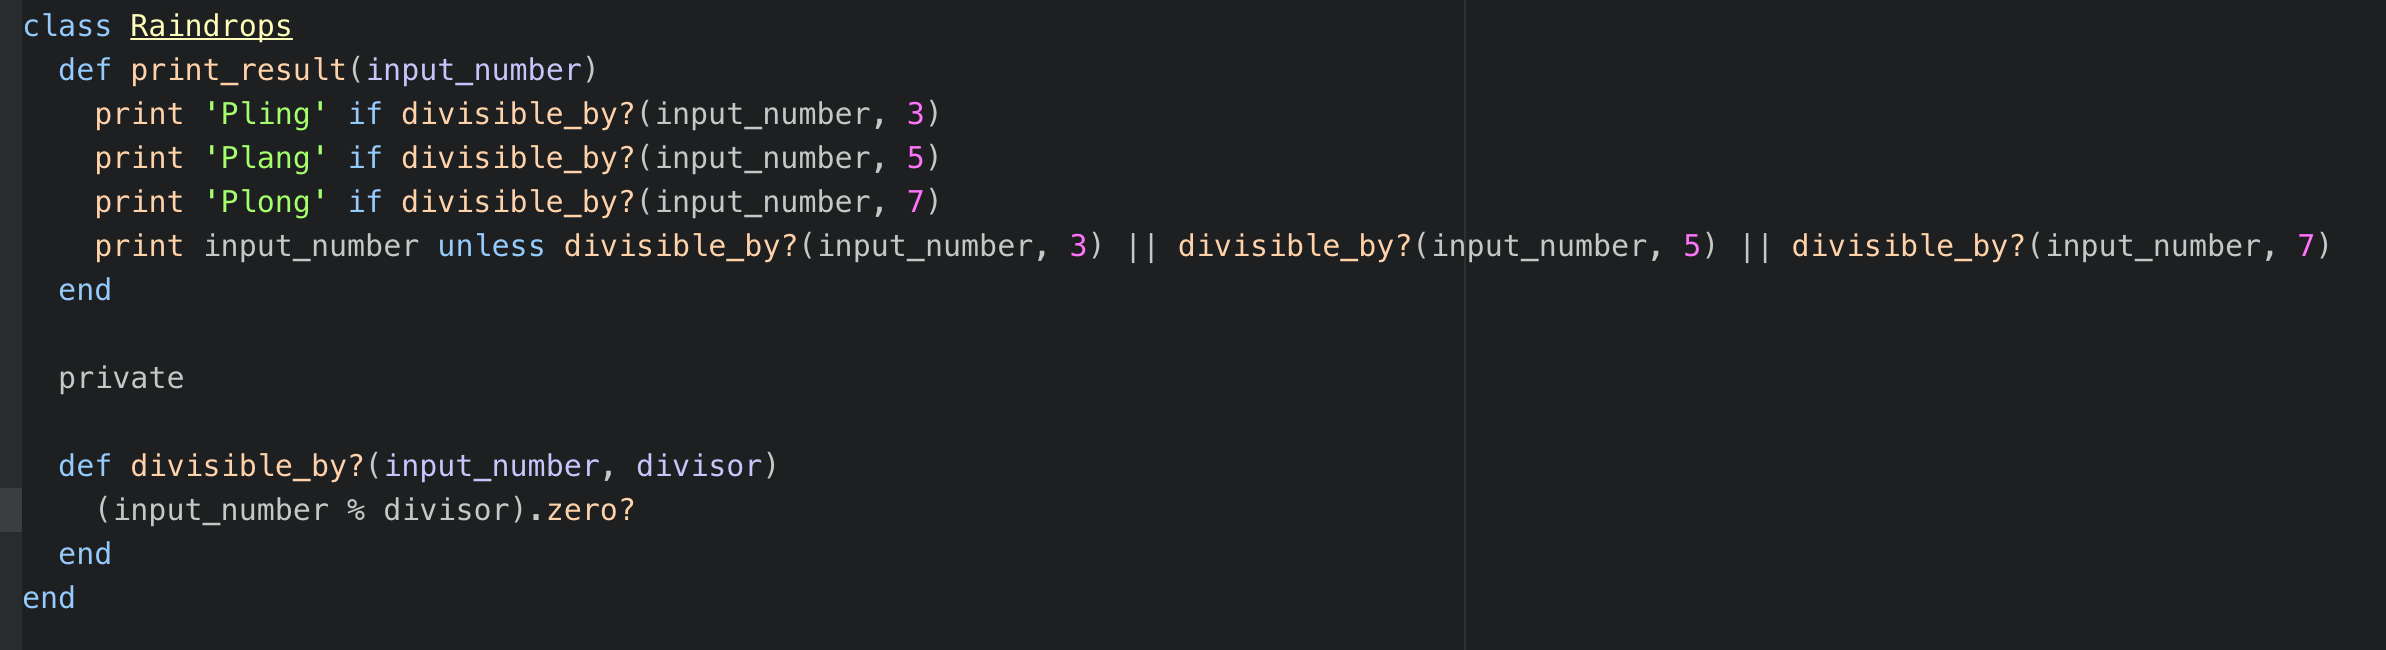 class Raindrops
  def print_result(input_number)
    print 'Pling' if divisible_by?(input_number, 3)
    print 'Plang' if divisible_by?(input_number, 5)
    print 'Plong' if divisible_by?(input_number, 7)
    print input_number unless divisible_by?(input_number, 3) || divisible_by?(input_number, 5) || divisible_by?(input_number, 7)
  end

  private

  def divisible_by?(input_number, divisor)
    (input_number % divisor).zero?
  end
end